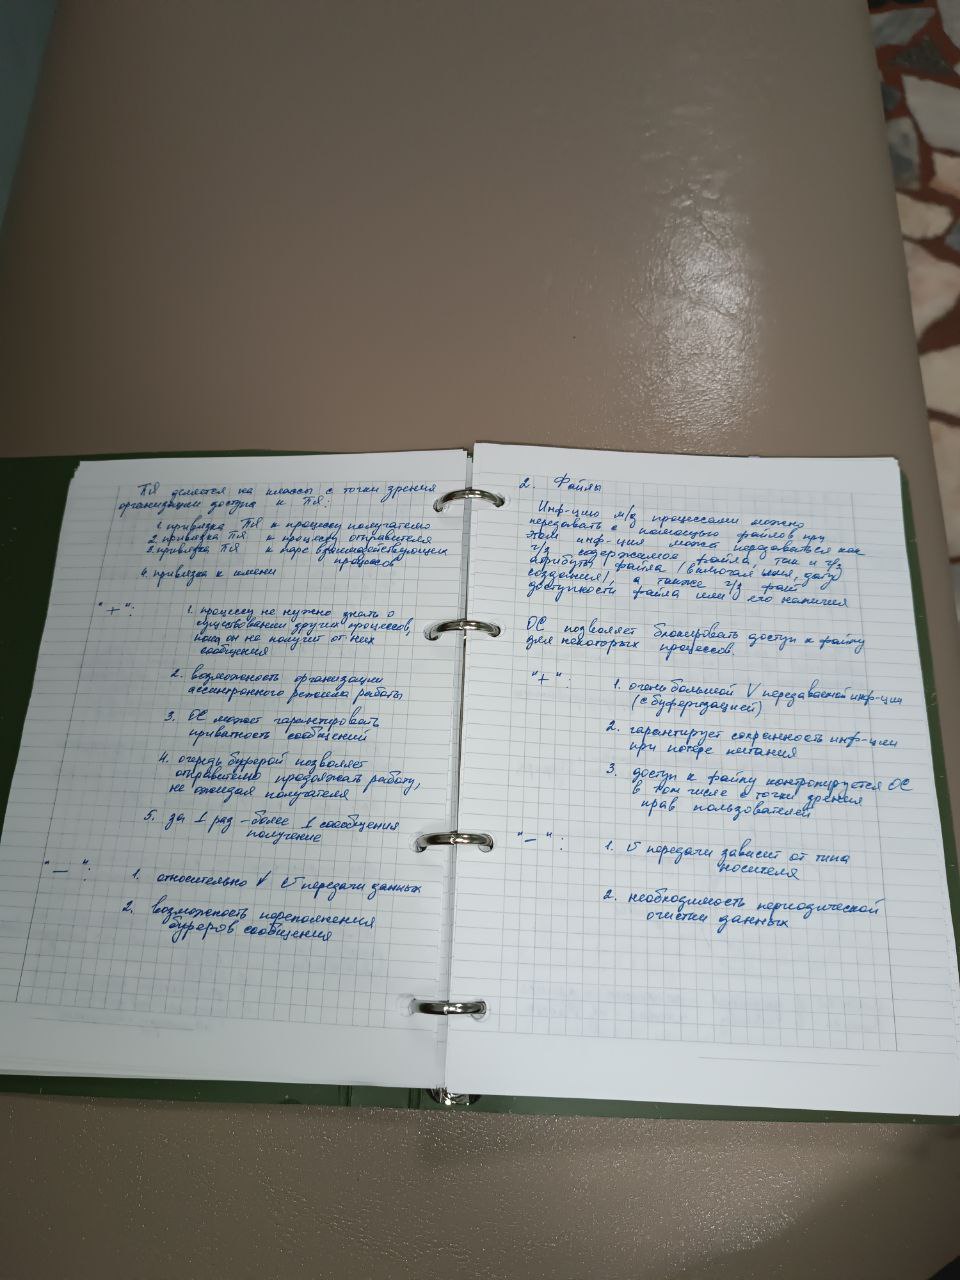 ПЯ делятся на классы с точки зрения
организации доступа к ПЯ:
1. привязка ПЯ к процессу получателю
2. привязка ПЯ к процессу отправителя
3. привязка ПЯ к паре взаимодействующих
процессов
4. привязка к имени
"+":
1. процессу не нужно знать о
существовании других процессов,
пока он не получит от них
сообщения
2. возможность организации
ассинтронного режима работы
3. ОС может гарантировать
приватность сообщений
4. очередь буферой позволяет
отправителю продолжать работу,
не ожидая получателя
5. за 1 раз - более 1 сообщения
получение
"—":
1. относительно ↓ v передачи данных
2. возможность переполнения
буферов сообщения
2. Файлы
Инф-цию м/д процессами можно
передавать с помощью файлов при
этом инф-ция может передаваться как
ч/з содержимое файла, так и ч/з
атрибуты файла (включая имя, дату
создания), а также ч/з факт
доступности файла или его наличия
ОС позволяет блокировать доступ к файлу
для некоторых процессов.
"+":
1. очень большой V передаваемой инф-ции
(с буферизацией)
2. гарантирует сохранность инф-ции
при потере питания
3. доступ к файлу контролируется ОС
в том числе с точки зрения
прав пользователей
"—":
1. v передачи зависит от типа
носителя
2. необходимость периодической
очистки данных